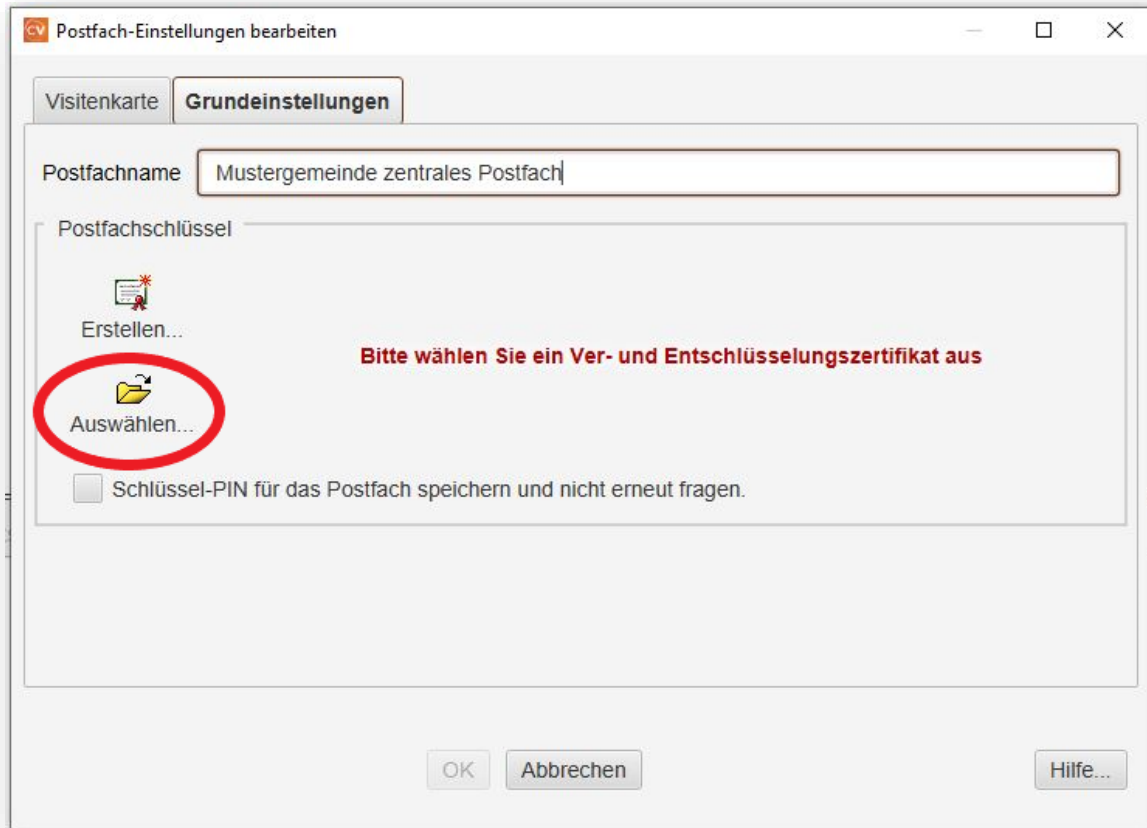 CV Postfach-Einstellungen bearbeiten
Visitenkarte Grundeinstellungen
Postfachname Mustergemeinde zentrales Postfach
Postfachschlüssel
Erstellen...
Bitte wählen Sie ein Ver- und Entschlüsselungszertifikat aus
Auswählen...
Schlüssel-PIN für das Postfach speichern und nicht erneut fragen.
OK Abbrechen Hilfe...